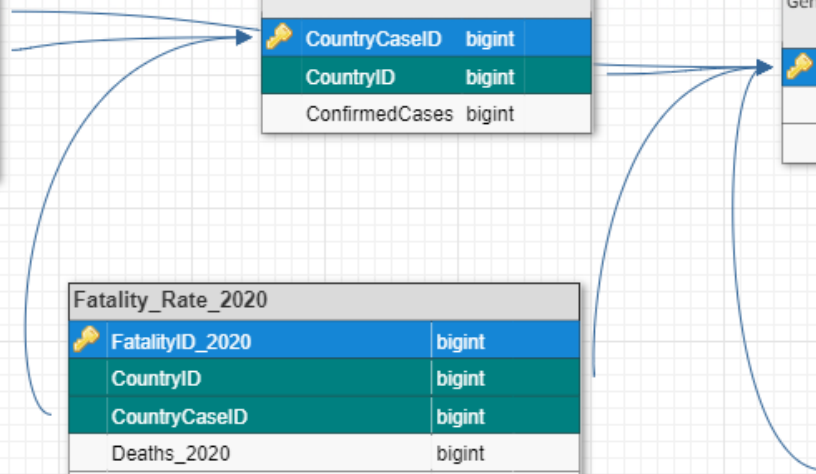 CountryCaseID bigint
CountryID bigint
ConfirmedCases bigint
Fatality_Rate_2020
FatalityID_2020 bigint
CountryID bigint
CountryCaseID bigint
Deaths_2020 bigint